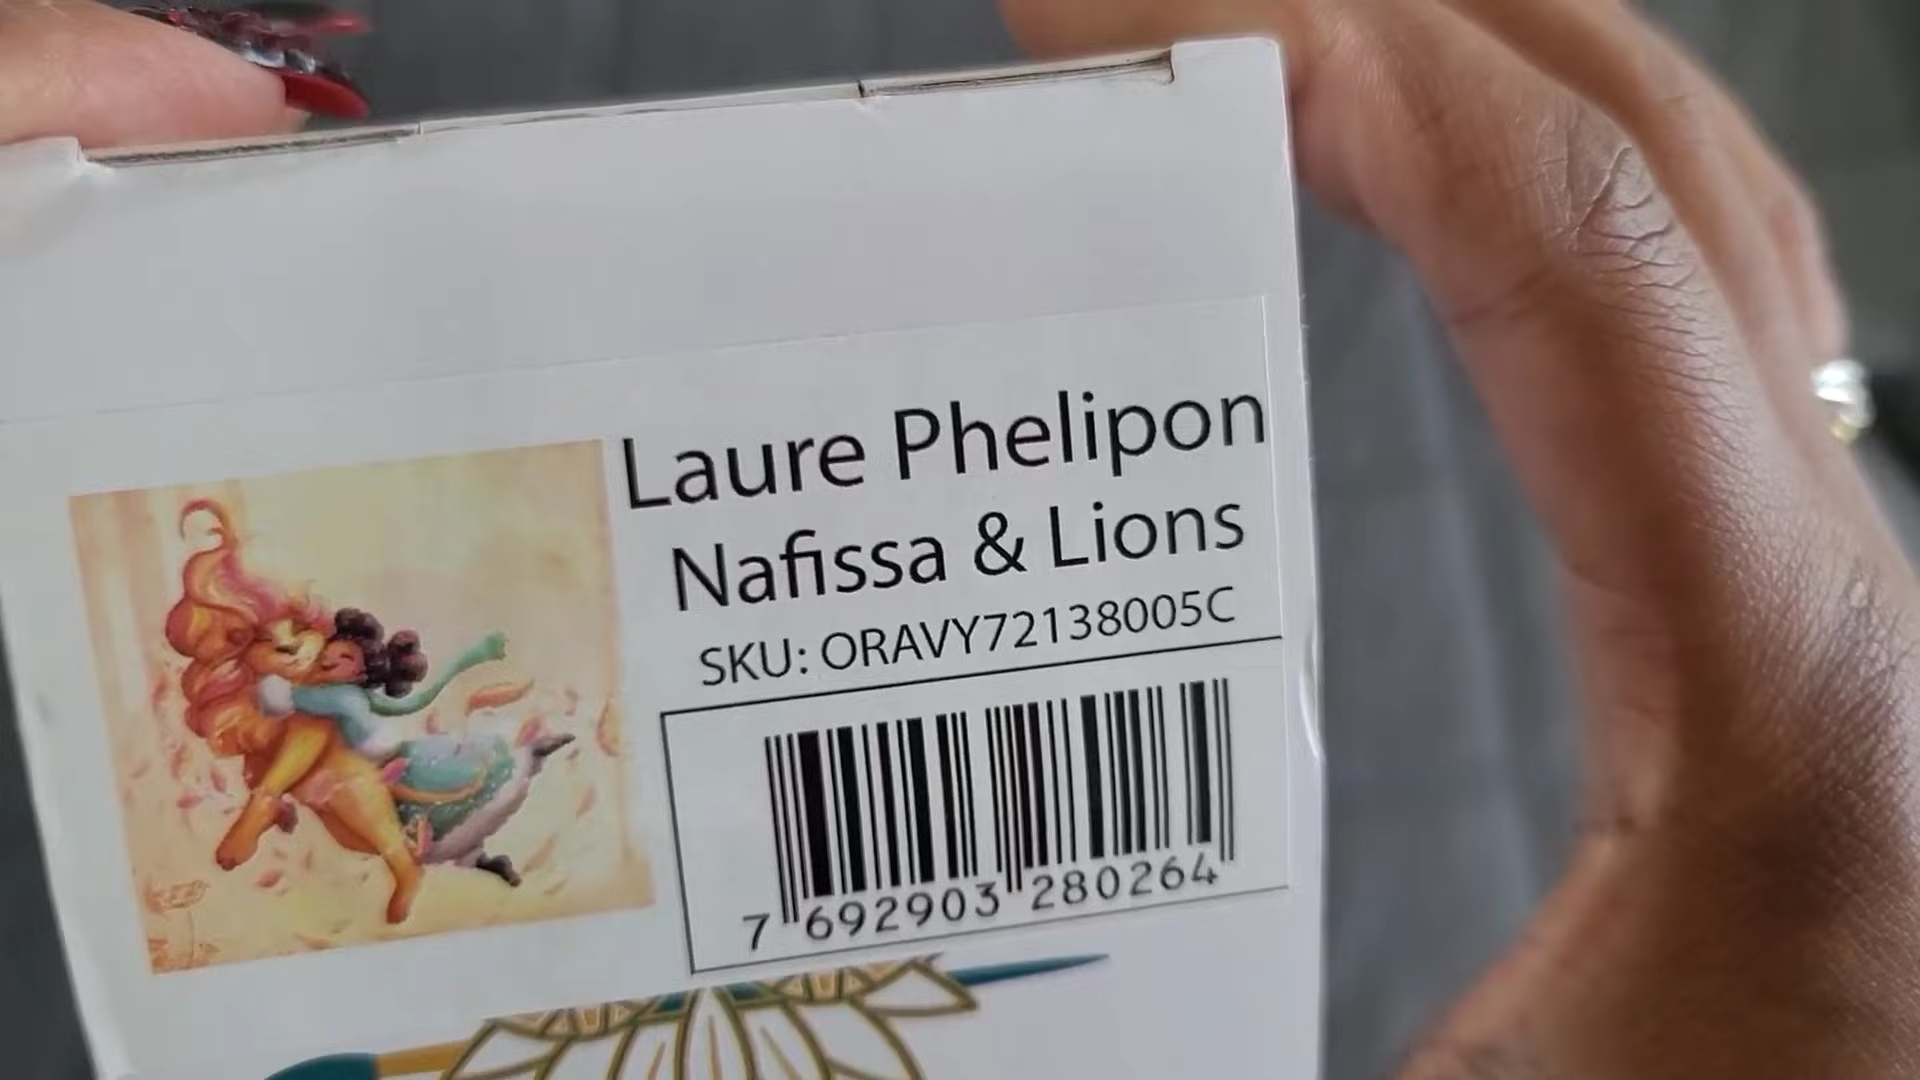 Laure Phelipon
Nafissa & Lions
SKU: ORAVY72138005C
7 692903 280264